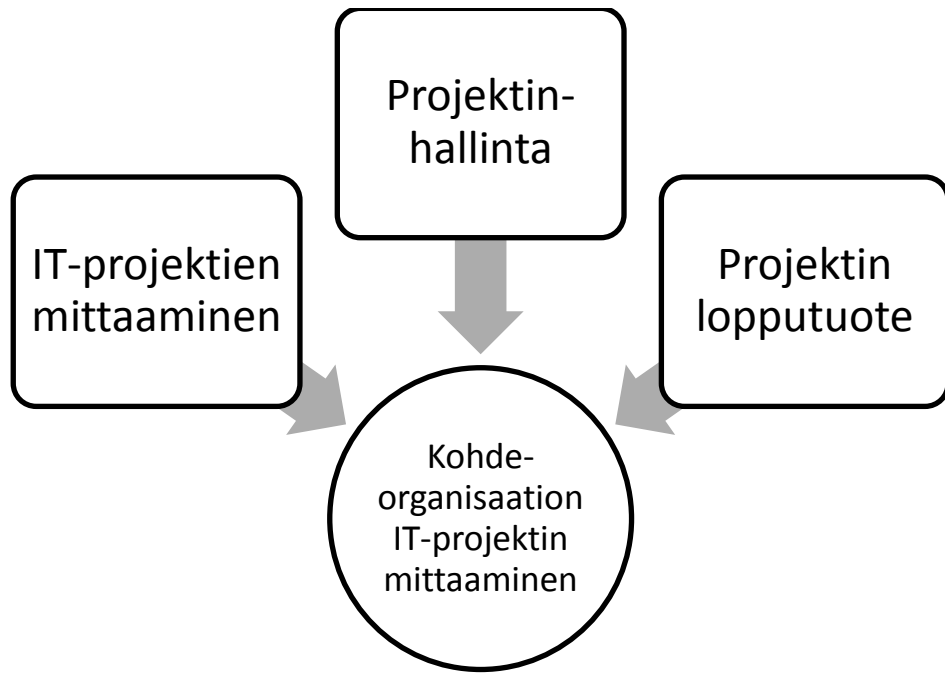 Projektin-
hallinta
IT-projektien
mittaaminen
Projektin
lopputuote
Kohde-
organisaation
IT-projektin
mittaaminen